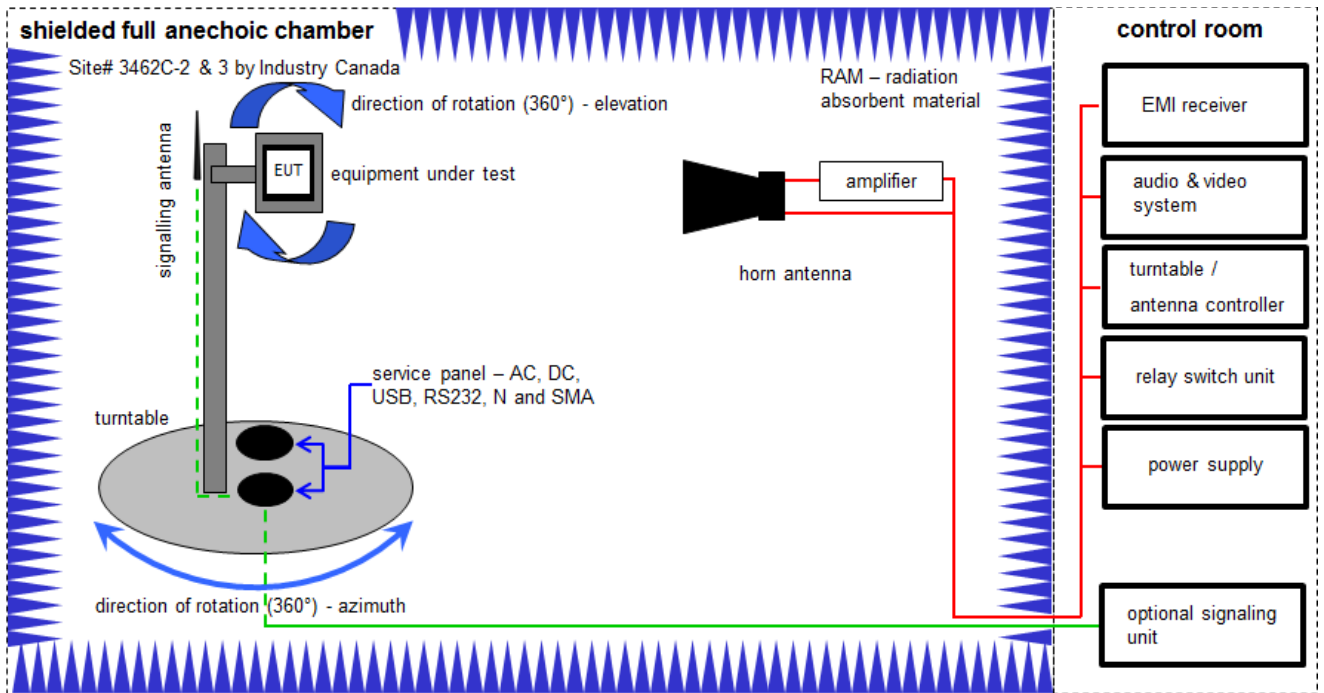 shielded full anechoic chamber
Site# 3462C-2 & 3 by Industry Canada
direction of rotation (360°) - elevation
signalling antenna
EUT
equipment under test
RAM – radiation
absorbent material
amplifier
horn antenna
service panel – AC, DC,
USB, RS232, N and SMA
turntable
direction of rotation (360°) - azimuth
control room
EMI receiver
audio & video
system
turntable /
antenna controller
relay switch unit
power supply
optional signaling
unit